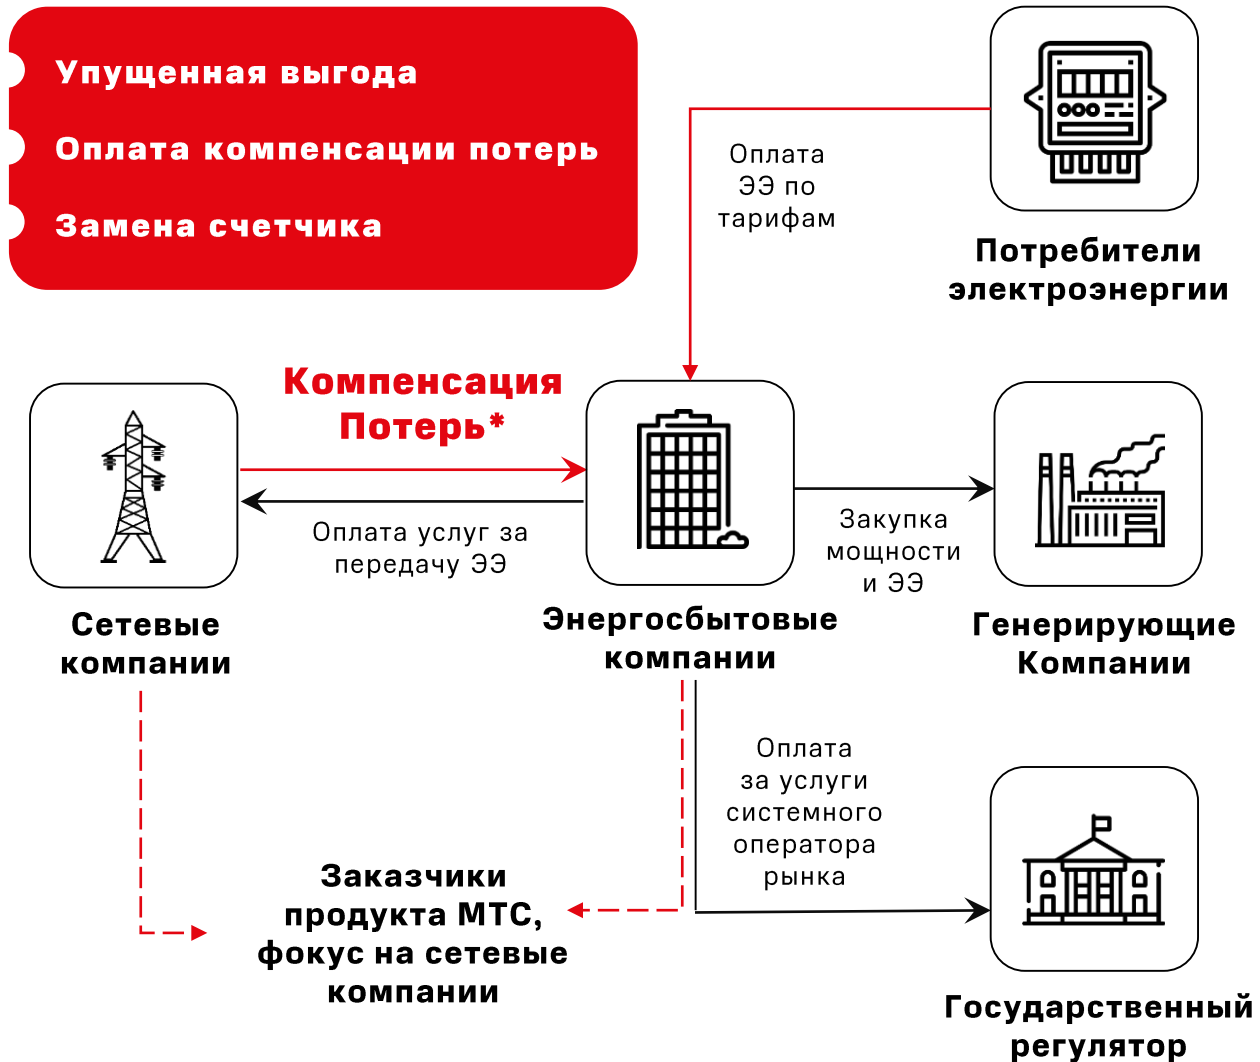 Упущенная выгода
Оплата компенсации потерь
Замена счетчика
Оплата
ЭЭ по
тарифам
Потребители
электроэнергии
Компенсация
Потерь*
Оплата услуг за
передачу ЭЭ
Закупка
мощности
и ЭЭ
Сетевые
компании
Энергосбытовые
компании
Генерирующие
Компании
Оплата
за услуги
системного
оператора
рынка
Заказчики
продукта МТС,
фокус на сетевые
компании
Государственный
регулятор